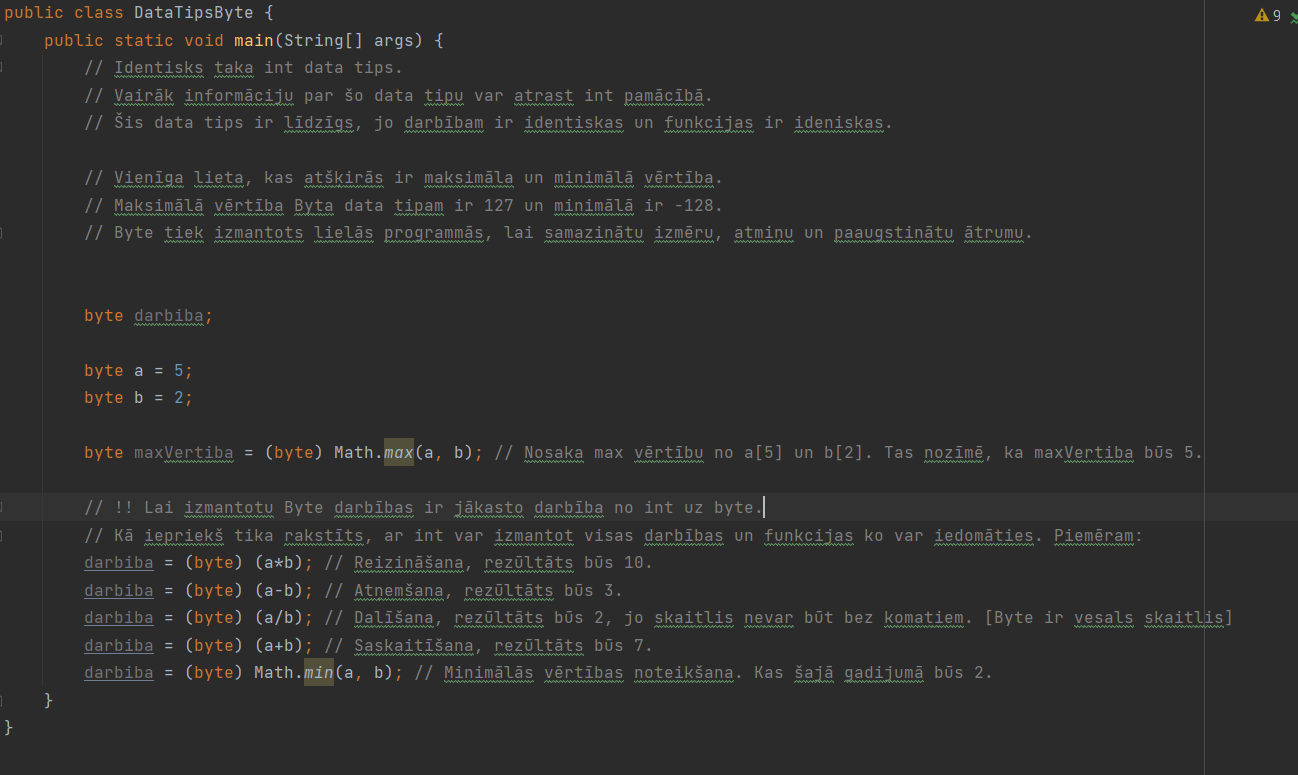 public class DataTipsByte {
9
public static void main(String[] args) {
// Identisks taka int data tips.
// Vairāk informāciju par šo data tipu var atrast int pamācībā.
// Šis data tips ir līdzīgs, jo darbībam ir identiskas un funkcijas ir ideniskas.
// Vienīga lieta, kas atšķirās ir maksimāla un minimālā vērtība.
// Maksimālā vērtība Byta data tipam ir 127 un minimālā ir -128.
// Byte tiek izmantots lielās programmās, lai samazinātu izmēru, atmiņu un paaugstinātu ātrumu.
byte darbiba;
byte a = 5;
byte b = 2;
byte maxVertiba = (byte) Math.max(a, b); // Nosaka max vērtību no a[5] un b[2]. Tas nozīmē, ka maxVertiba būs 5.
// !! Lai izmantotu Byte darbības ir jākasto darbība no int uz byte.
// Kā iepriekš tika rakstīts, ar int var izmantot visas darbības un funkcijas ko var iedomāties. Piemēram:
darbiba = (byte) (a*b); // Reizināšana, rezūltāts būs 10.
darbiba = (byte) (a-b); // Atņemšana, rezūltāts būs 3.
darbiba = (byte) (a/b); // Dalīšana, rezūltāts būs 2, jo skaitlis nevar būt bez komatiem. [Byte ir vesals skaitlis]
darbiba = (byte) (a+b); // Saskaitīšana, rezūltāts būs 7.
darbiba = (byte) Math.min(a, b); // Minimālās vērtības noteikšana. Kas šajā gadijumā būs 2.
}
}